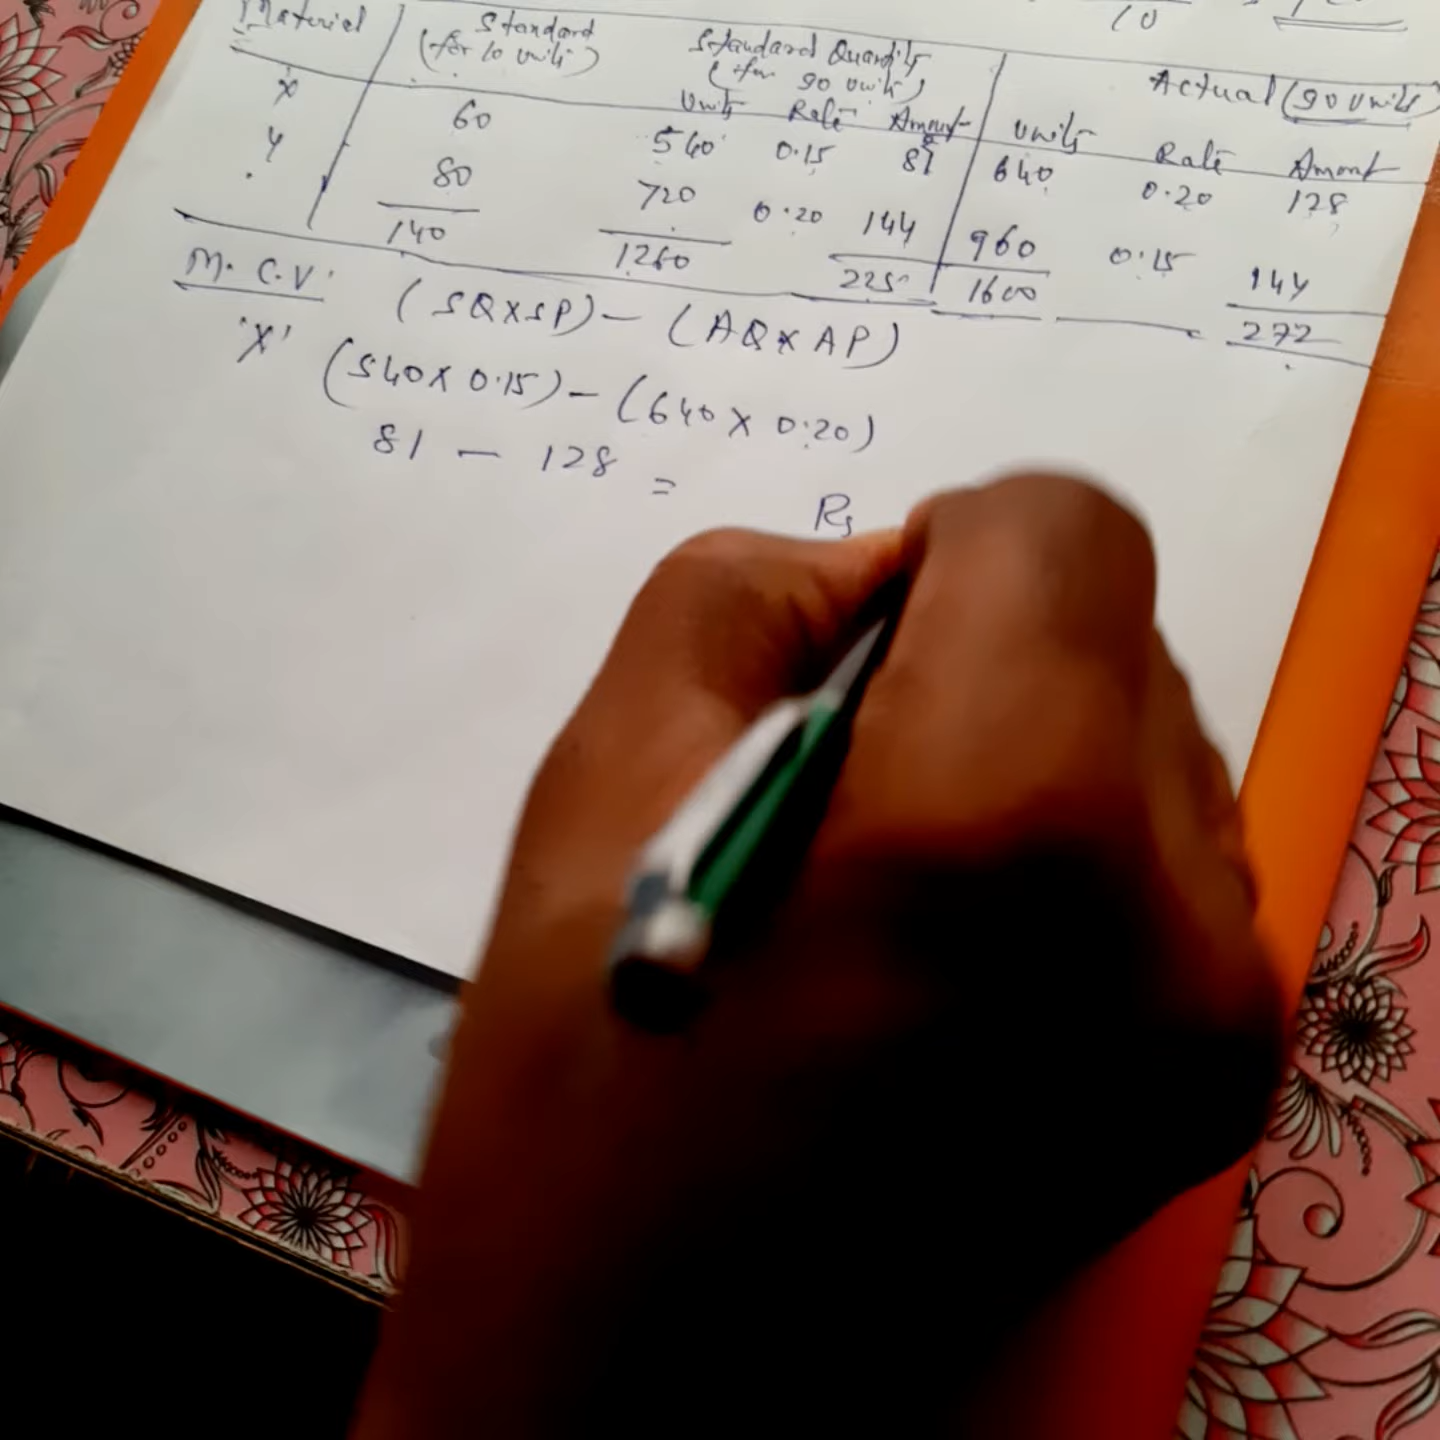 10
Material Standard Standard Quantity Actual (90 Units)
(for 10 Units) (for 90 Units)
Units Rate Amount Units Rate Amount
X 60 540 0.15 81 640 0.20 128
Y 80 720 0.20 144 960 0.15 144
140 1260 225 1600 272
M.C.V. (SQXSP) - (AQXAP)
'X' (540X0.15) - (640X0.20)
81 - 128 = Rs